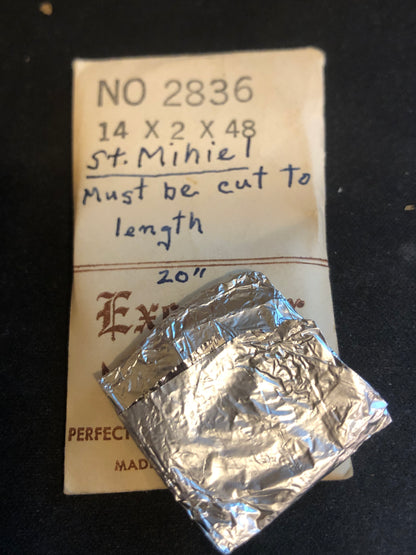 NO 2836
14 X 2 X 48
St. Mihiel
Must be cut to
length
20"
PERFECT
MADE